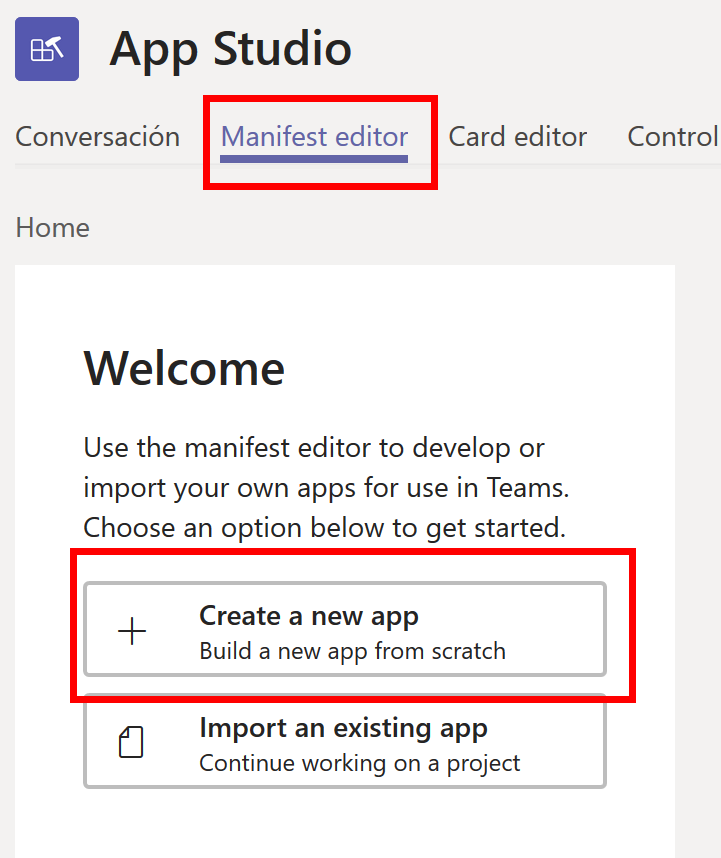 App Studio
Conversación Manifest editor Card editor Control
Home
Welcome
Use the manifest editor to develop or
import your own apps for use in Teams.
Choose an option below to get started.
Create a new app
Build a new app from scratch
Import an existing app
Continue working on a project